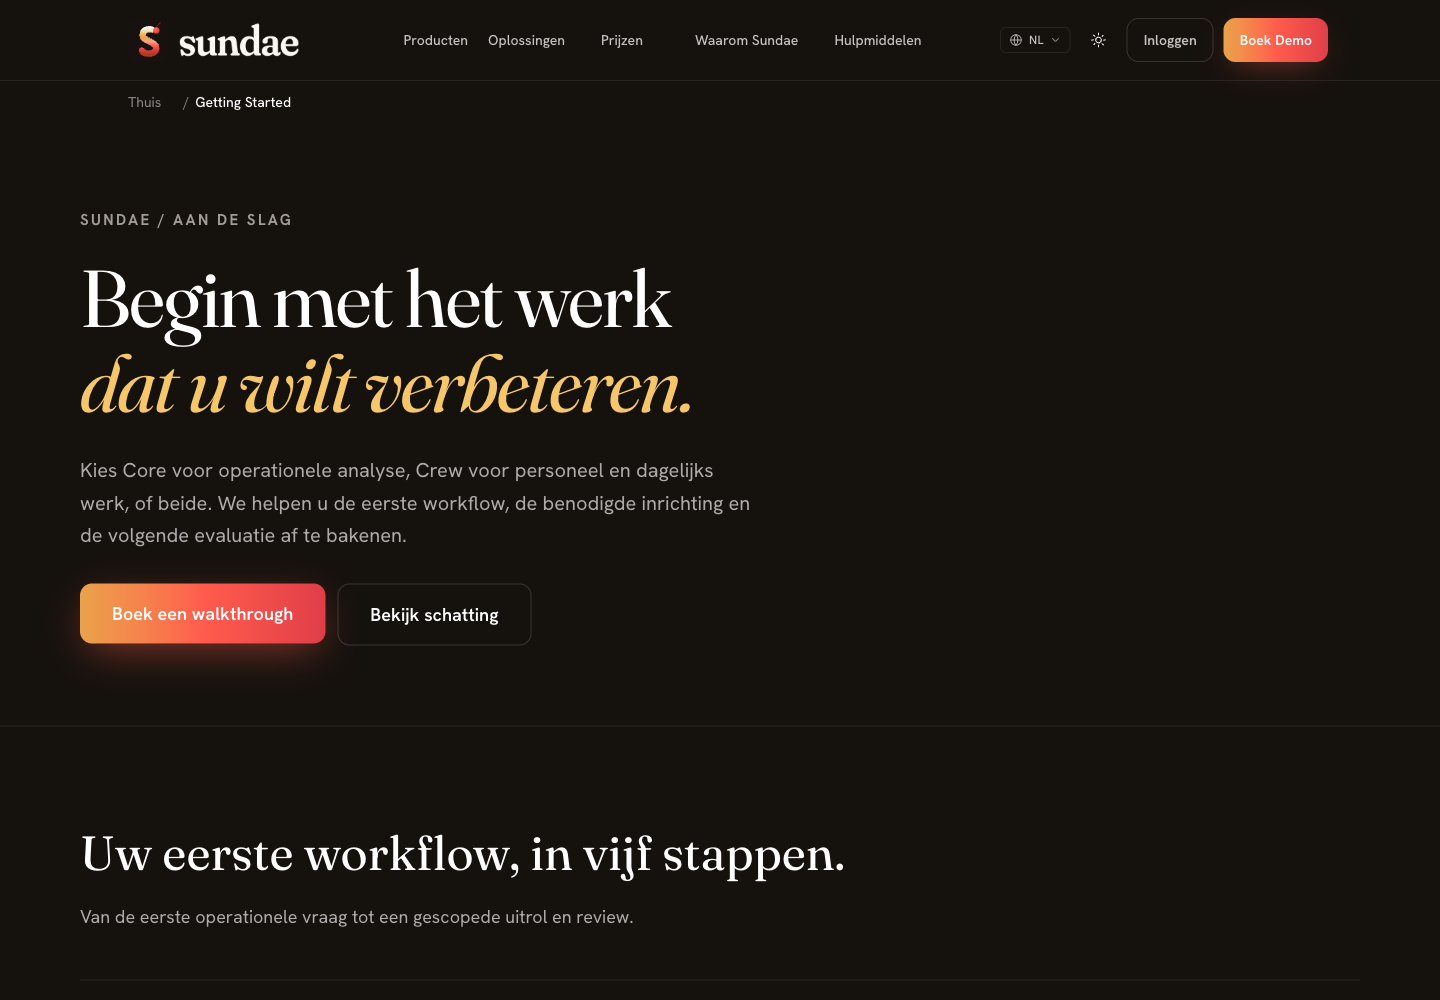 sundae
Producten
Oplossingen
Prijzen
Waarom Sundae
Hulpmiddelen
NL
Inloggen
Boek Demo
Thuis / Getting Started
SUNDAE / AAN DE SLAG
Begin met het werk
dat u wilt verbeteren.
Kies Core voor operationele analyse, Crew voor personeel en dagelijks
werk, of beide. We helpen u de eerste workflow, de benodigde inrichting en
de volgende evaluatie af te bakenen.
Boek een walkthrough
Bekijk schatting
Uw eerste workflow, in vijf stappen.
Van de eerste operationele vraag tot een gescopede uitrol en review.